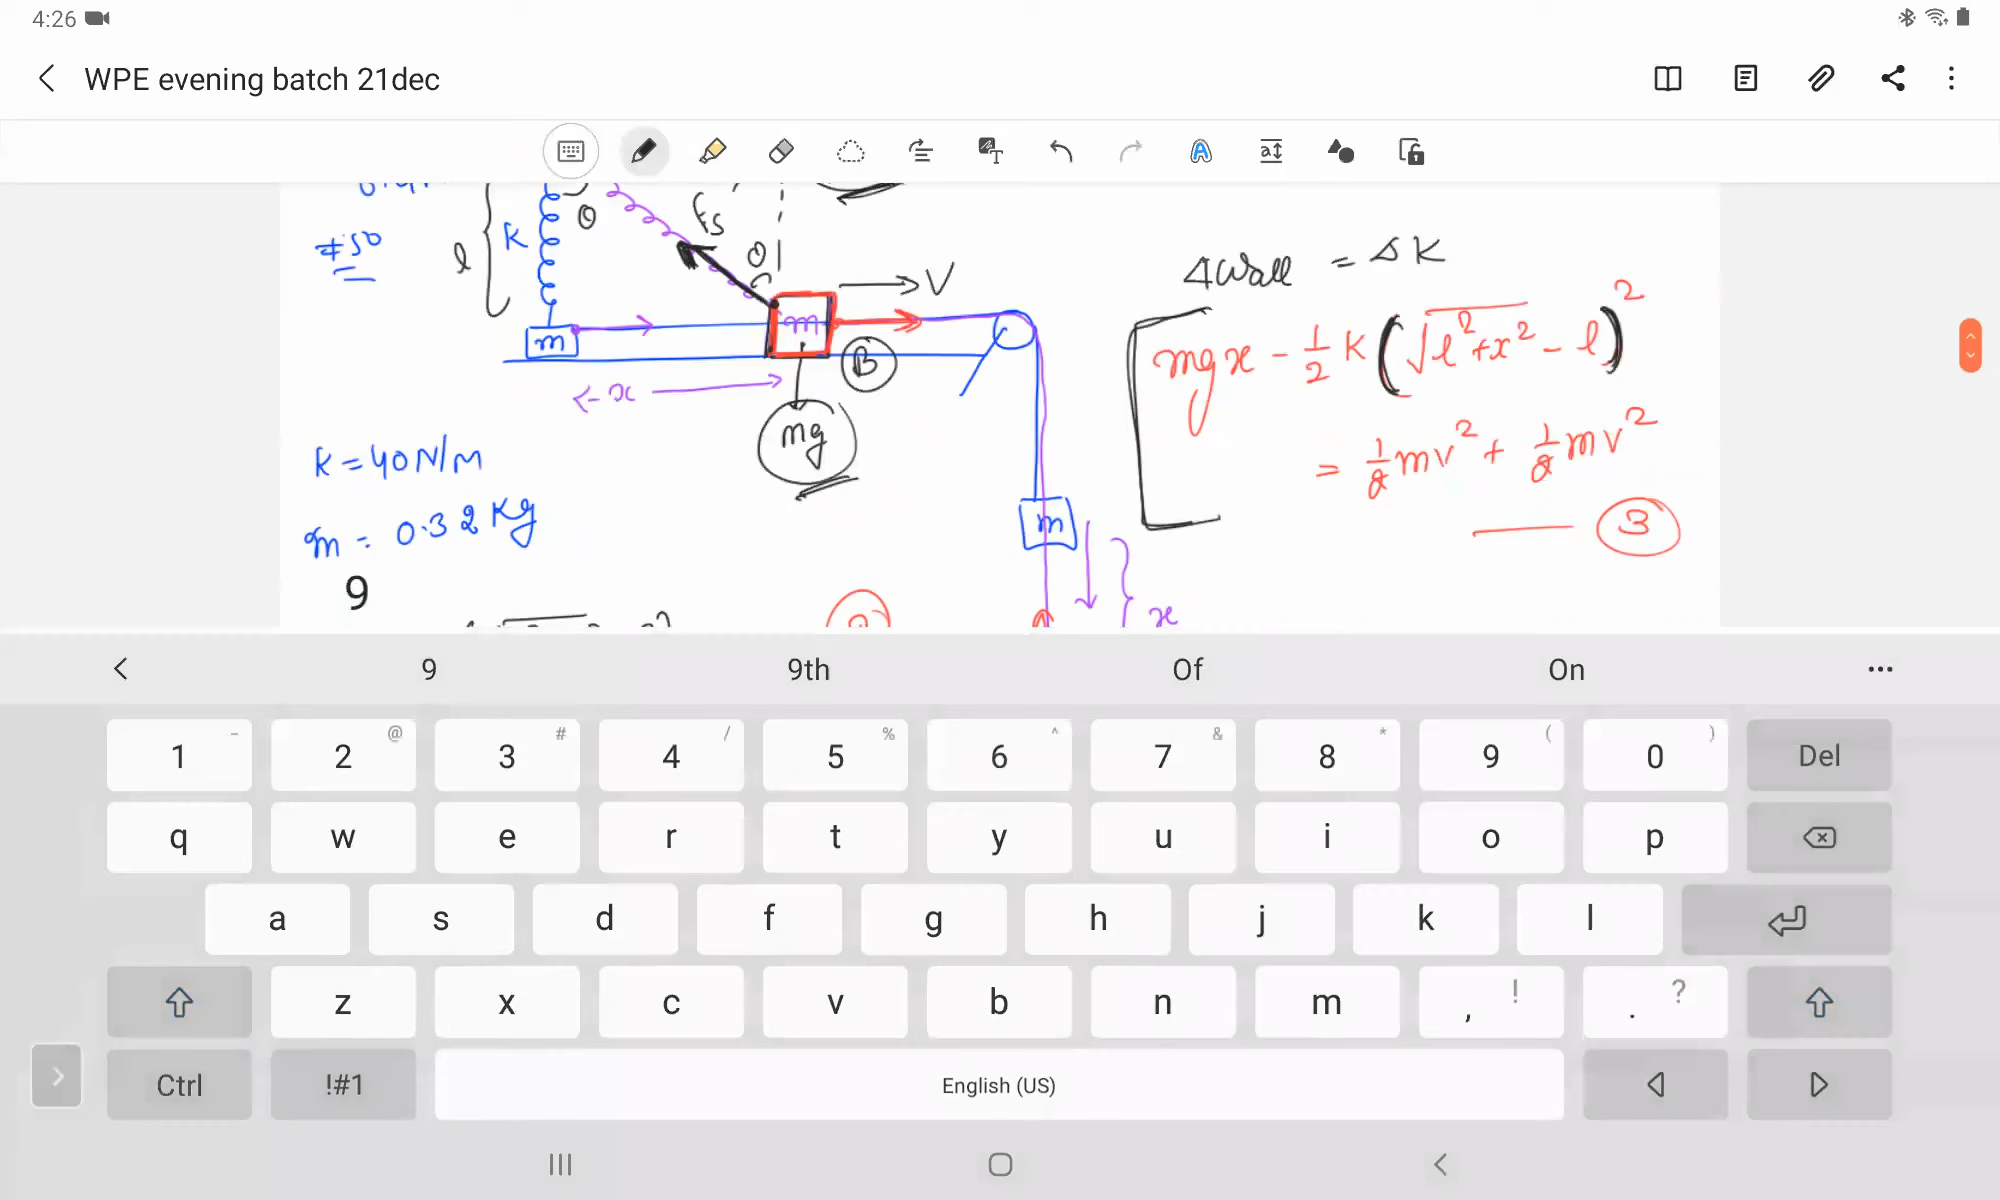 4:26
WPE evening batch 21dec
≠50
l
k
θ
fs
θ
V
m
m
B
← x →
mg
k = 40 N/m
m = 0.32 kg
9
m
x
Δwall = ΔK
mgx - 1/2 k (√l²+x² - l)²
= 1/2 mv² + 1/2 mv²
3
9 9th Of On
1 - 2 @ 3 # 4 / 5 % 6 ^ 7 & 8 * 9 ( 0 ) Del
q w e r t y u i o p
a s d f g h j k l
z x c v b n m , ! . ?
Ctrl !#1 English (US)